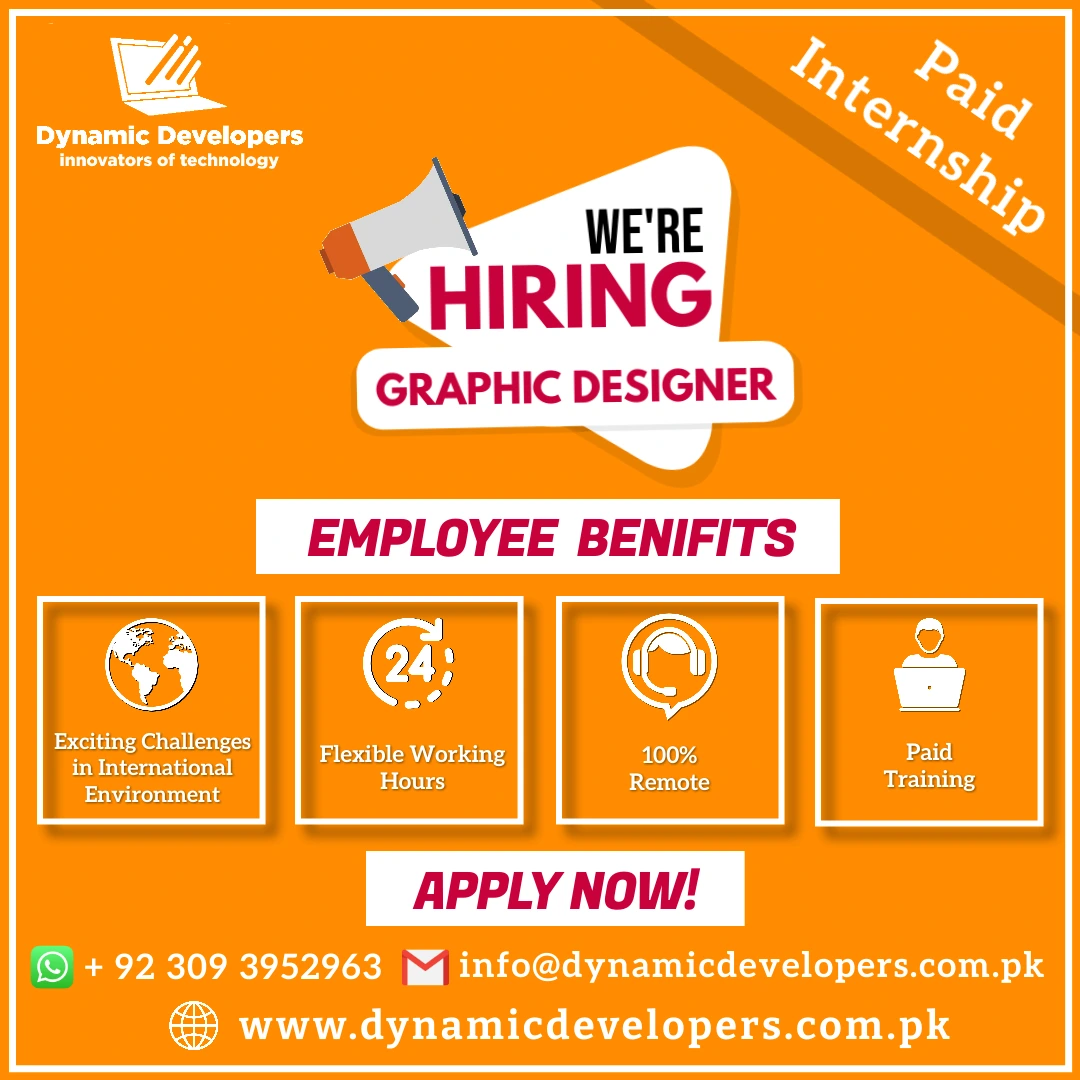 Dynamic Developers
innovators of technology
Paid
Internship
WE'RE
HIRING
GRAPHIC DESIGNER
EMPLOYEE BENIFITS
24
Exciting Challenges
in International
Environment
Flexible Working
Hours
100%
Remote
Paid
Training
APPLY NOW!
+ 92 309 3952963
info@dynamicdevelopers.com.pk
www.dynamicdevelopers.com.pk